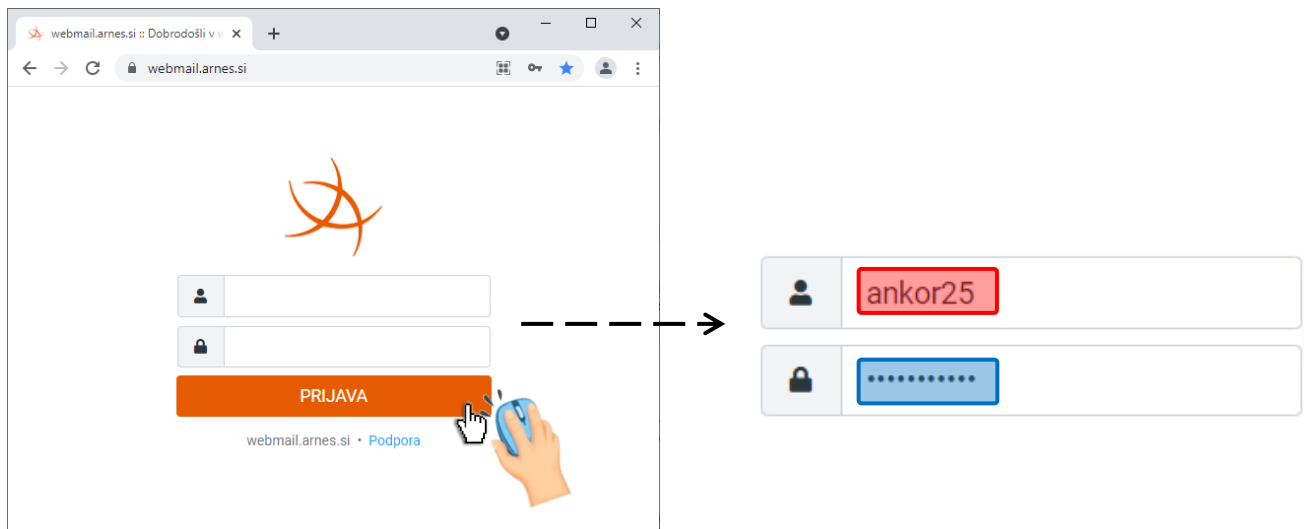 webmail.arnes.si :: Dobrodošli v
webmail.arnes.si
PRIJAVA
webmail.arnes.si • Podpora
ankor25
•••••••••••